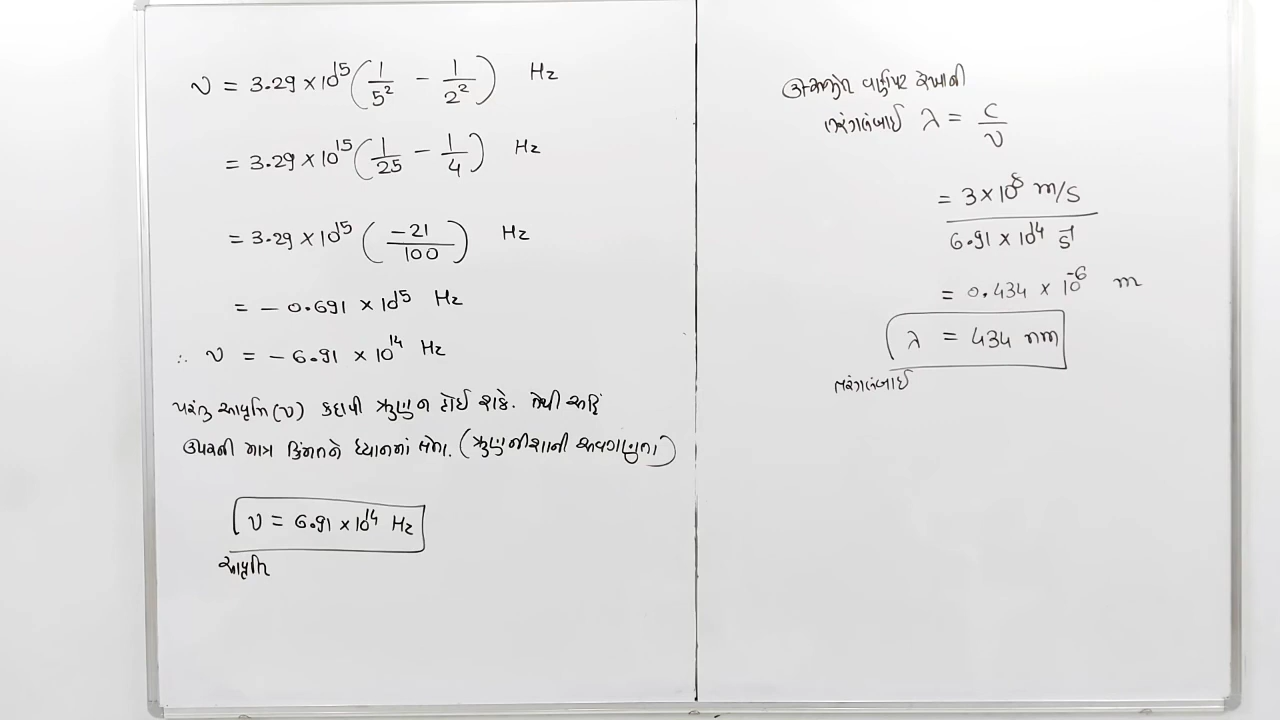 ν = 3.29 × 10¹⁵ (1/5² − 1/2²) Hz
= 3.29 × 10¹⁵ (1/25 − 1/4) Hz
= 3.29 × 10¹⁵ (−21/100) Hz
= − 0.691 × 10¹⁵ Hz
∴ ν = − 6.91 × 10¹⁴ Hz
પરંતુ આવૃત્તિ (ν) કદાપી ઋણ ન હોઈ શકે. તેથી અહિં
ઉપરની માત્ર કિંમતને ધ્યાનમાં લેતા. (ઋણ નીશાની અવગણતા)
ν = 6.91 × 10¹⁴ Hz
આવૃત્તિ
ઉત્સર્જીત વર્ણપટ રેખાની
તરંગલંબાઈ λ = c/ν
= 3 × 10⁸ m/s
6.91 × 10¹⁴ s⁻¹
= 0.434 × 10⁻⁶ m
λ = 434 nm
તરંગલંબાઈ